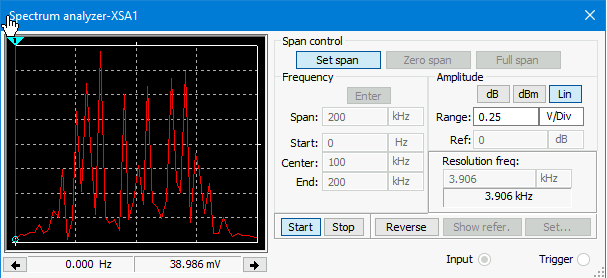 Spectrum analyzer-XSA1
Span control
Set span Zero span Full span
Frequency
Enter
Span: 200 kHz
Start: 0 Hz
Center: 100 kHz
End: 200 kHz
Amplitude
dB dBm Lin
Range: 0.25 V/Div
Ref: 0 dB
Resolution freq:
3.906 kHz
3.906 kHz
Start Stop Reverse Show refer. Set...
0.000 Hz 38.986 mV
Input Trigger